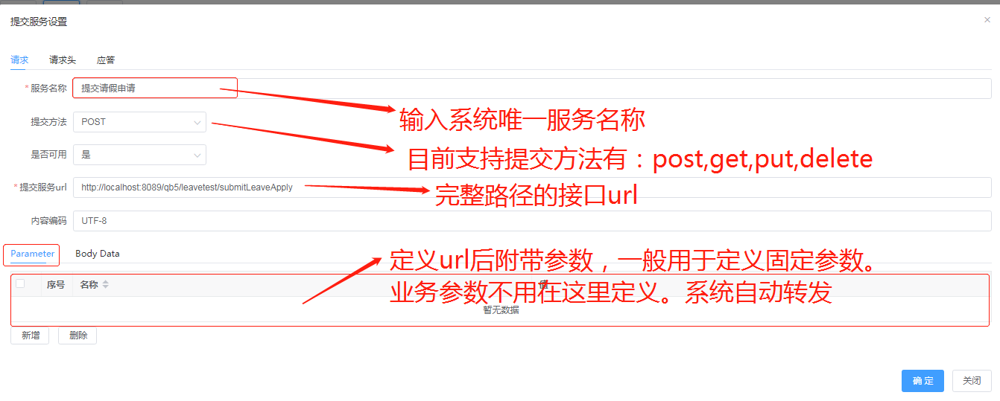 提交服务设置
×
请求 请求头 应答
* 服务名称 提交请假申请
输入系统唯一服务名称
提交方法 POST
目前支持提交方法有：post,get,put,delete
是否可用 是
* 提交服务url http://localhost:8089/qb5/leavetest/submitLeaveApply
完整路径的接口url
内容编码 UTF-8
Parameter Body Data
定义url后附带参数，一般用于定义固定参数。
序号 名称 值
业务参数不用在这里定义。系统自动转发
暂无数据
新增 删除
确 定 关闭